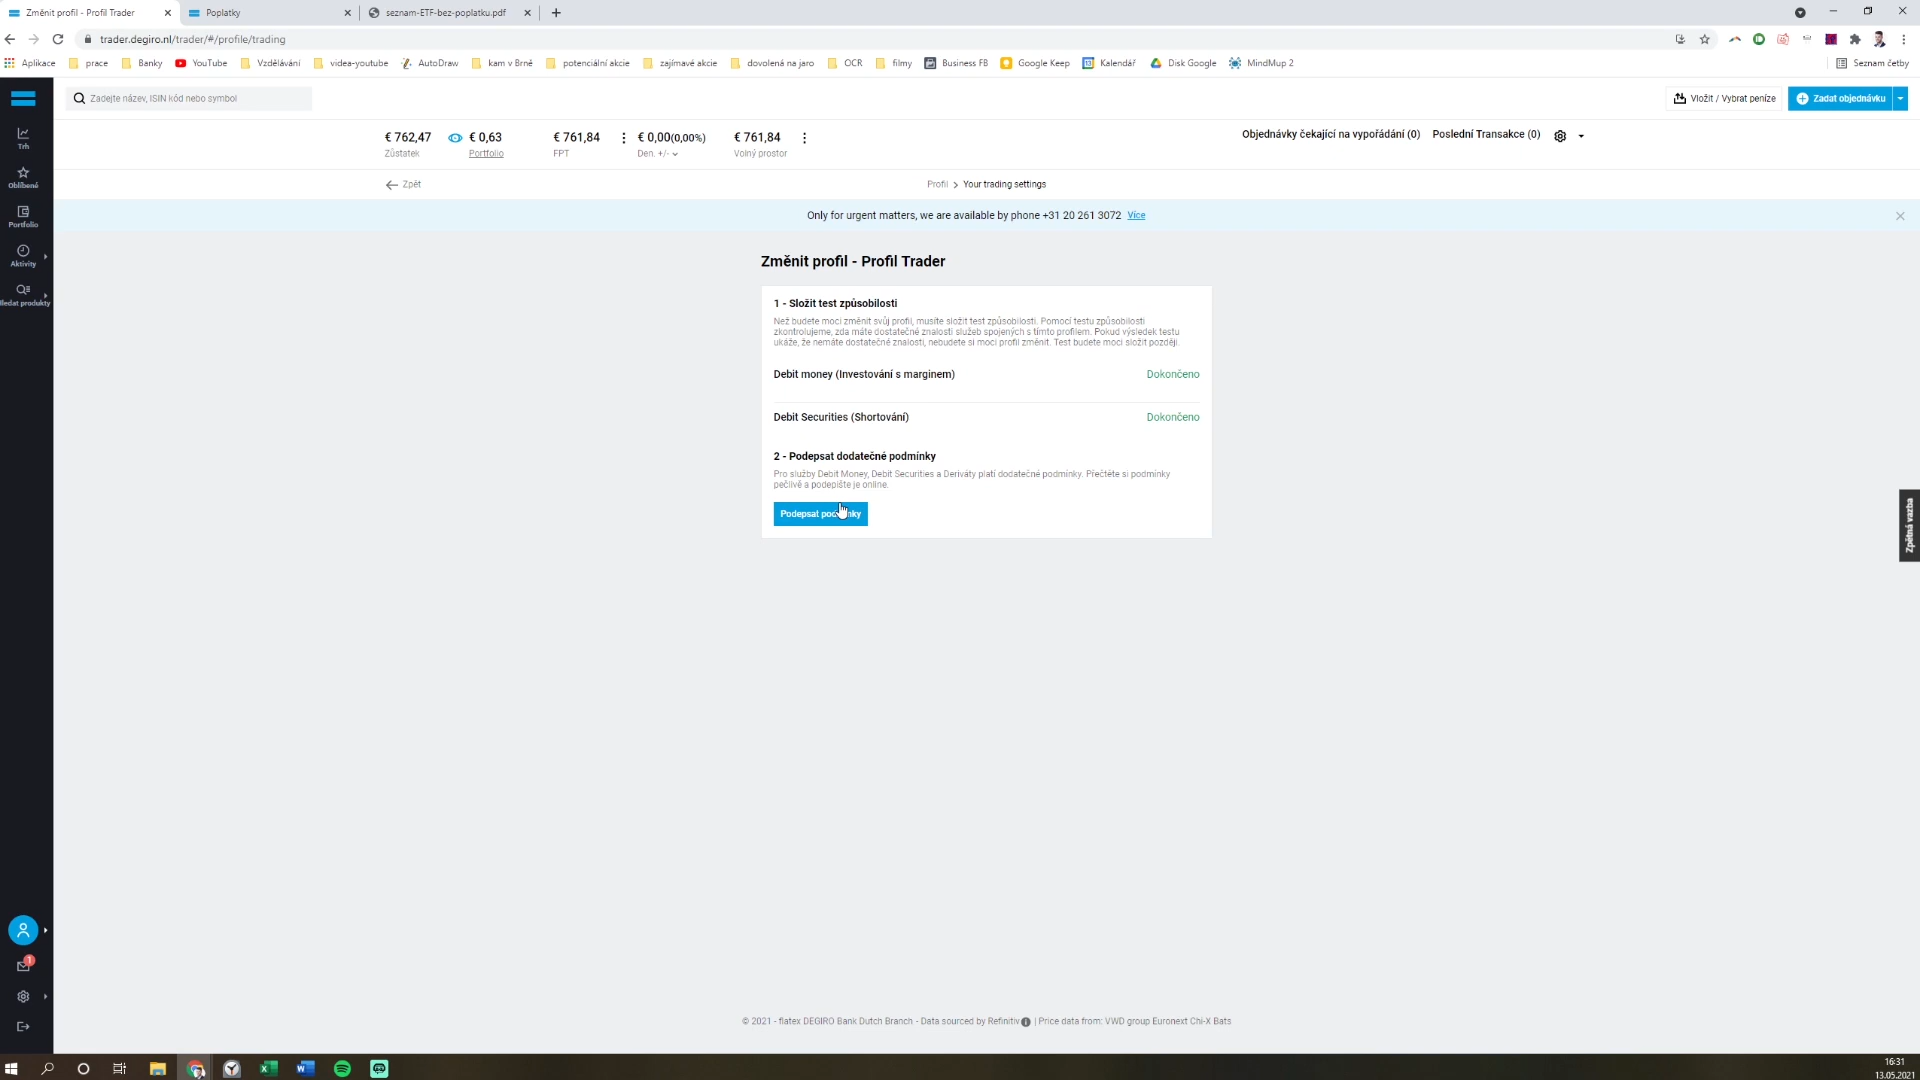 Změnit profil - Profil Trader
Poplatky
seznam-ETF-bez-poplatku.pdf
trader.degiro.nl/trader/#/profile/trading
Aplikace prace Banky YouTube Vzdělávání videa-youtube AutoDraw kam v Brně potenciální akcie zajímavé akcie dovolená na jaro OCR filmy Business FB Google Keep Kalendář Disk Google MindMup 2 Seznam četby
Zadejte název, ISIN kód nebo symbol
Vložit / Vybrat peníze
Zadat objednávku
Trh
Oblíbené
Portfolio
Aktivity
produkty
€ 762,47 € 0,63 € 761,84 € 0,00(0,00%) € 761,84
Zůstatek Portfolio FPT Den. +/- Volný prostor
Objednávky čekající na vypořádání (0) Poslední Transakce (0)
Zpět
Profil > Your trading settings
Only for urgent matters, we are available by phone +31 20 261 3072 Více
Změnit profil - Profil Trader
1 - Složit test způsobilosti
Než budete moci změnit svůj profil, musíte složit test způsobilosti. Pomocí testu způsobilosti
zkontrolujeme, zda máte dostatečné znalosti služeb spojených s tímto profilem. Pokud výsledek testu
ukáže, že nemáte dostatečné znalosti, nebudete si moci profil změnit. Test budete moci složit později.
Debit money (Investování s marginem) Dokončeno
Debit Securities (Shortování) Dokončeno
2 - Podepsat dodatečné podmínky
Pro služby Debit Money, Debit Securities a Deriváty platí dodatečné podmínky. Přečtěte si podmínky
pečlivě a podepište je online.
Podepsat
Zpětná vazba
1
© 2021 - flatex DEGIRO Bank Dutch Branch - Data sourced by Refinitiv | Price data from: VWD group Euronext Chi-X Bats
16:31
13.05.2021